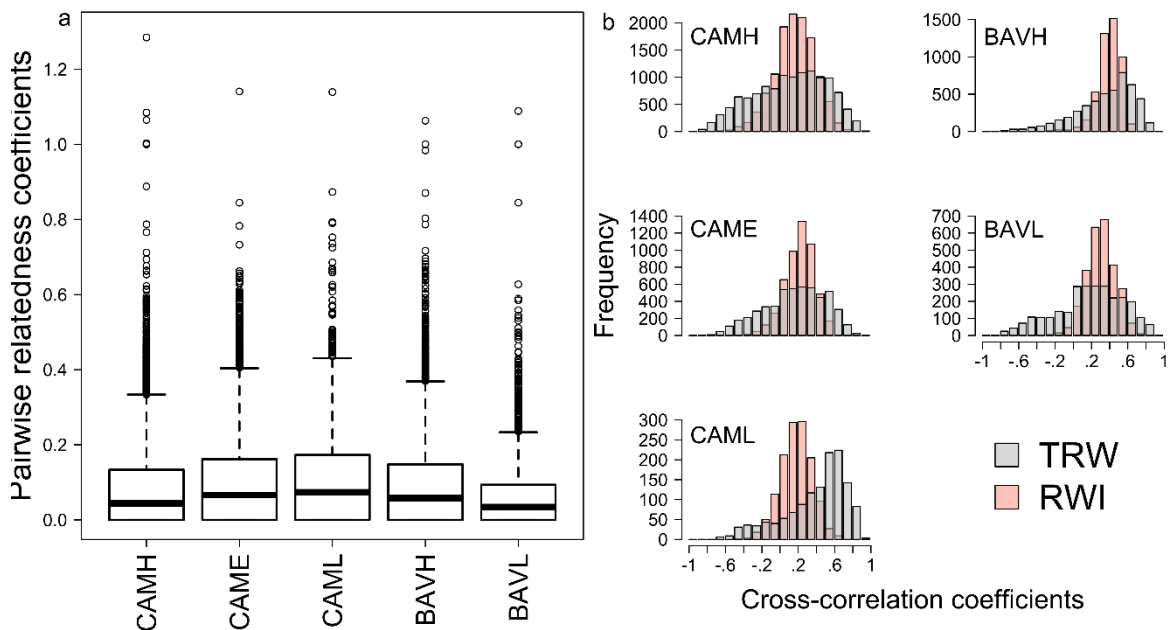 a
Pairwise relatedness coefficients
1.2
1.0
0.8
0.6
0.4
0.2
0.0
CAMH
CAME
CAML
BAVH
BAVL
b
CAMH
2000
1500
1000
500
0
BAVH
1500
1000
500
0
Frequency
CAME
1400
1200
1000
800
600
400
200
0
BAVL
700
600
500
400
300
200
100
0
-1 -.6 -.2 .2 .6 1
CAML
300
250
200
150
100
50
0
-1 -.6 -.2 .2 .6 1
TRW
RWI
Cross-correlation coefficients